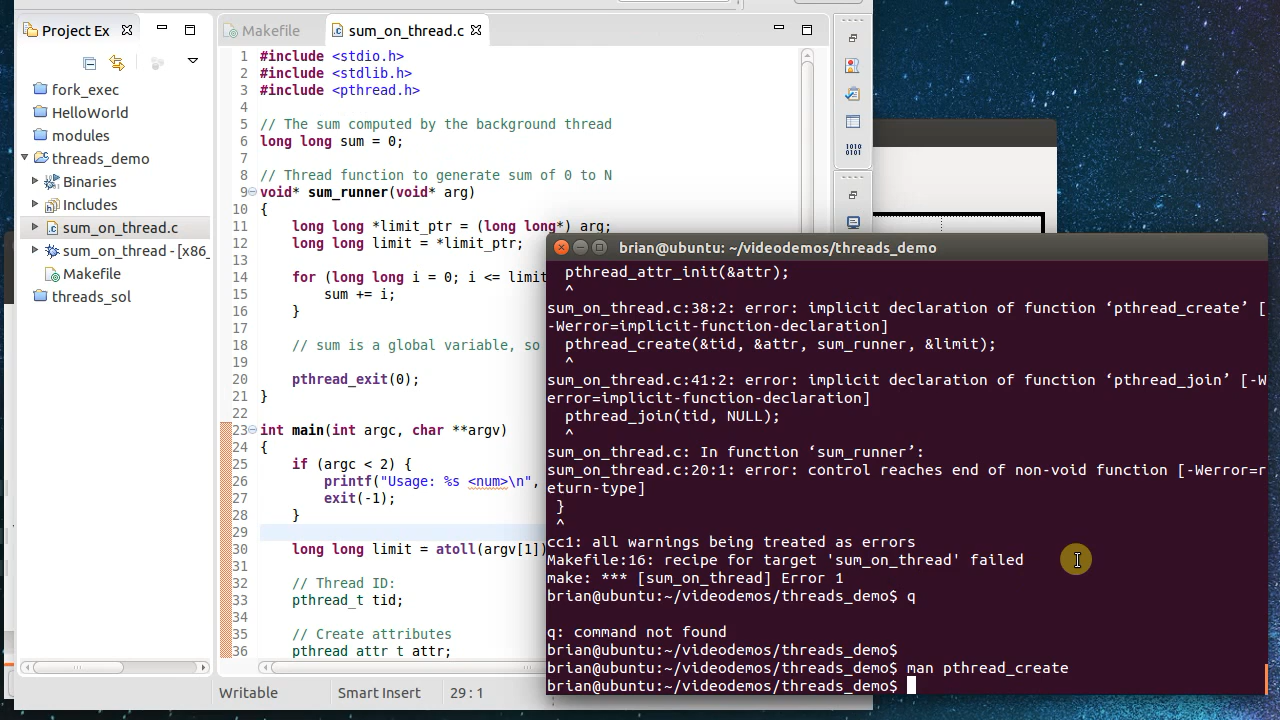 Project Ex
Makefile
sum_on_thread.c
fork_exec
HelloWorld
modules
threads_demo
Binaries
Includes
sum_on_thread.c
sum_on_thread - [x86_
Makefile
threads_sol
1 #include <stdio.h>
2 #include <stdlib.h>
3 #include <pthread.h>
4
5 // The sum computed by the background thread
6 long long sum = 0;
7
8 // Thread function to generate sum of 0 to N
9 void* sum_runner(void* arg)
10 {
11 long long *limit_ptr = (long long*) arg;
12 long long limit = *limit_ptr;
13
14 for (long long i = 0; i <= limit
15 sum += i;
16 }
17
18 // sum is a global variable, so
19
20 pthread_exit(0);
21 }
22
23 int main(int argc, char **argv)
24 {
25 if (argc < 2) {
26 printf("Usage: %s <num>\n",
27 exit(-1);
28 }
29
30 long long limit = atoll(argv[1])
31
32 // Thread ID:
33 pthread_t tid;
34
35 // Create attributes
36 pthread_attr_t attr;
Writable
Smart Insert
29 : 1
brian@ubuntu: ~/videodemos/threads_demo
pthread_attr_init(&attr);
^
sum_on_thread.c:38:2: error: implicit declaration of function ‘pthread_create’ [
-Werror=implicit-function-declaration]
pthread_create(&tid, &attr, sum_runner, &limit);
^
sum_on_thread.c:41:2: error: implicit declaration of function ‘pthread_join’ [-W
error=implicit-function-declaration]
pthread_join(tid, NULL);
^
sum_on_thread.c: In function ‘sum_runner’:
sum_on_thread.c:20:1: error: control reaches end of non-void function [-Werror=r
eturn-type]
}
^
cc1: all warnings being treated as errors
Makefile:16: recipe for target 'sum_on_thread' failed
make: *** [sum_on_thread] Error 1
brian@ubuntu:~/videodemos/threads_demo$ q
q: command not found
brian@ubuntu:~/videodemos/threads_demo$
brian@ubuntu:~/videodemos/threads_demo$ man pthread_create
brian@ubuntu:~/videodemos/threads_demo$